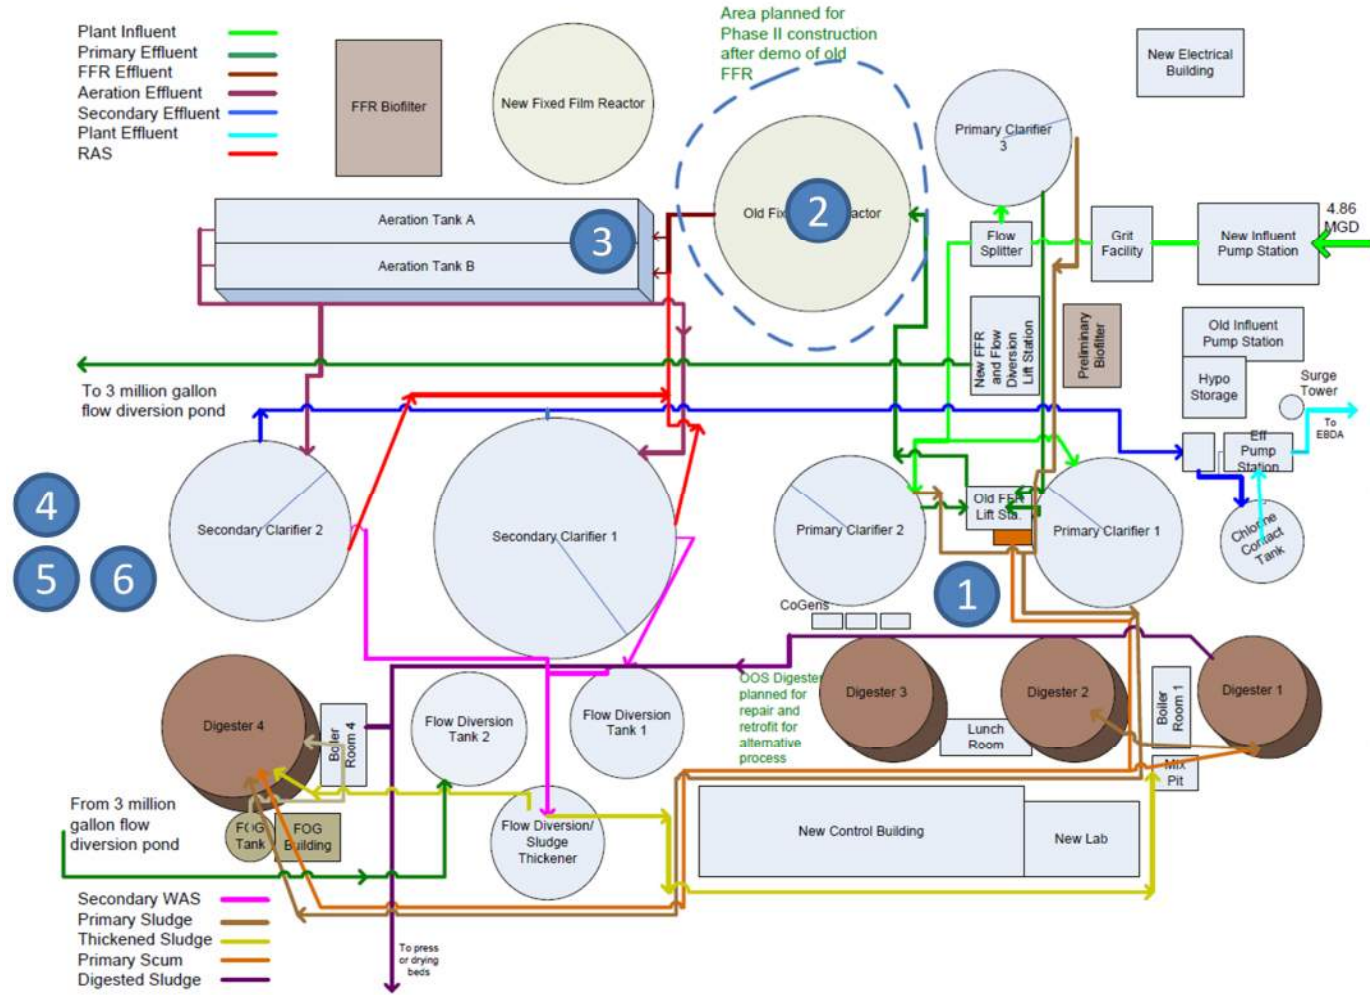 Plant Influent
Primary Effluent
FFR Effluent
Aeration Effluent
Secondary Effluent
Plant Effluent
RAS
FFR Biofilter
New Fixed Film Reactor
Area planned for
Phase II construction
after demo of old
FFR
New Electrical
Building
Primary Clarifier
3
Old Fix
actor
2
Aeration Tank A
Aeration Tank B
3
Flow
Splitter
Grit
Facility
New Influent
Pump Station
4.86
MGD
New FFR
and Flow
Diversion
Lift Station
Preliminary
Biofilter
Old Influent
Pump Station
Hypo
Storage
Surge
Tower
To
EBDA
Eff
Pump
Station
Chlorine
Contact
Tank
To 3 million gallon
flow diversion pond
4
5
6
Secondary Clarifier 2
Secondary Clarifier 1
Primary Clarifier 2
Old FFR
Lift Sta.
Primary Clarifier 1
1
CoGens
Digester 4
Boiler
Room 4
Flow Diversion
Tank 2
Flow Diversion
Tank 1
OOS Digester
planned for
repair and
retrofit for
alternative
process
Digester 3
Lunch
Room
Digester 2
Boiler
Room 1
Digester 1
Mix
Pit
From 3 million
gallon flow
diversion pond
FOG
Tank
FOG
Building
Flow Diversion/
Sludge
Thickener
New Control Building
New Lab
Secondary WAS
Primary Sludge
Thickened Sludge
Primary Scum
Digested Sludge
To press
or drying
beds